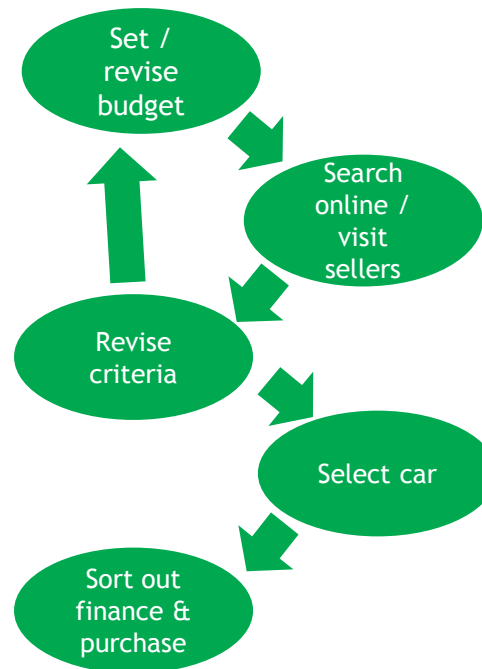 Set /
revise
budget
Search
online /
visit
sellers
Revise
criteria
Select car
Sort out
finance &
purchase